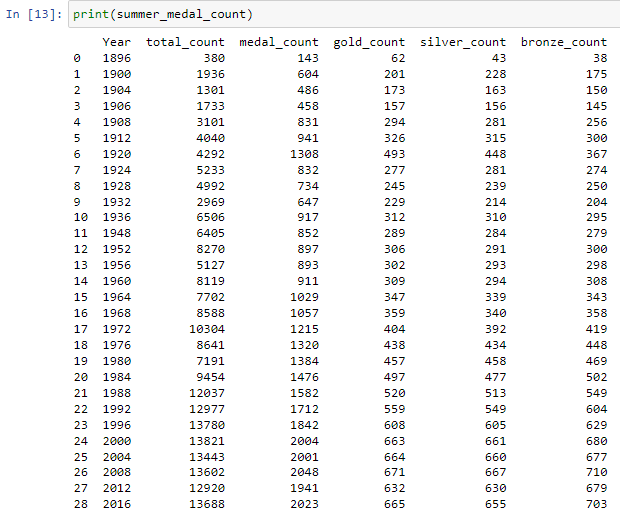 In [13]: print(summer_medal_count)
Year total_count medal_count gold_count silver_count bronze_count
0 1896 380 143 62 43 38
1 1900 1936 604 201 228 175
2 1904 1301 486 173 163 150
3 1906 1733 458 157 156 145
4 1908 3101 831 294 281 256
5 1912 4040 941 326 315 300
6 1920 4292 1308 493 448 367
7 1924 5233 832 277 281 274
8 1928 4992 734 245 239 250
9 1932 2969 647 229 214 204
10 1936 6506 917 312 310 295
11 1948 6405 852 289 284 279
12 1952 8270 897 306 291 300
13 1956 5127 893 302 293 298
14 1960 8119 911 309 294 308
15 1964 7702 1029 347 339 343
16 1968 8588 1057 359 340 358
17 1972 10304 1215 404 392 419
18 1976 8641 1320 438 434 448
19 1980 7191 1384 457 458 469
20 1984 9454 1476 497 477 502
21 1988 12037 1582 520 513 549
22 1992 12977 1712 559 549 604
23 1996 13780 1842 608 605 629
24 2000 13821 2004 663 661 680
25 2004 13443 2001 664 660 677
26 2008 13602 2048 671 667 710
27 2012 12920 1941 632 630 679
28 2016 13688 2023 665 655 703